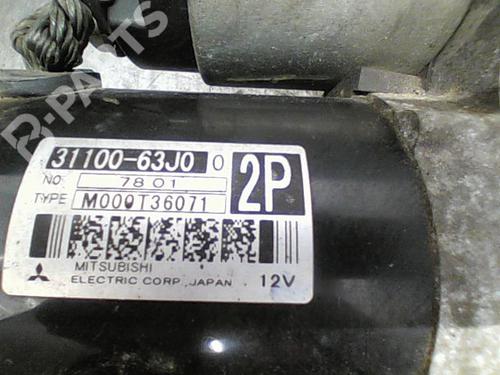 31100-63J0 0
2P
NO. 7801
TYPE M000T36071
MITSUBISHI
ELECTRIC CORP. JAPAN 12V
R-PARTS